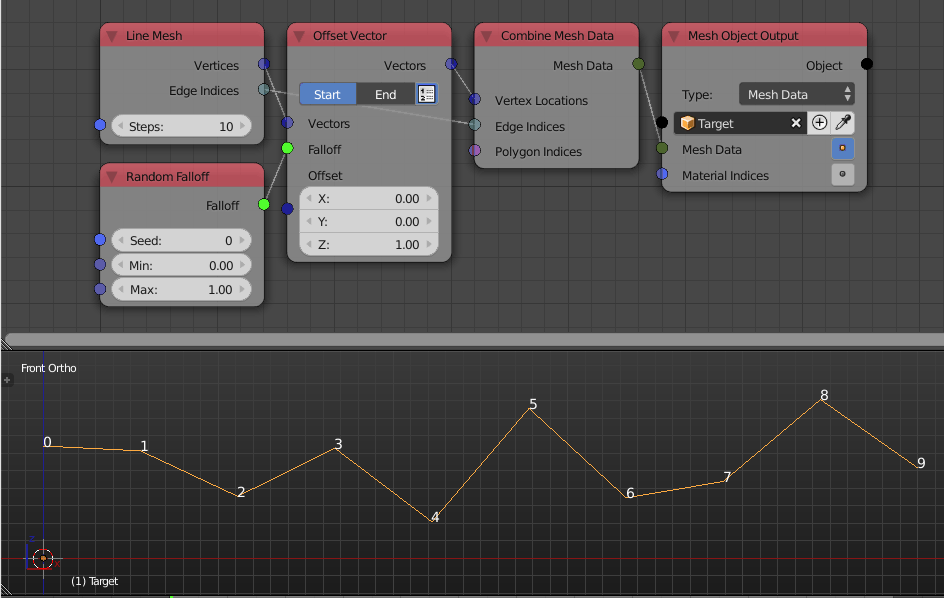 Line Mesh
Vertices
Edge Indices
Steps: 10
Random Falloff
Falloff
Seed: 0
Min: 0.00
Max: 1.00
Offset Vector
Vectors
Start End
Vectors
Falloff
Offset
X: 0.00
Y: 0.00
Z: 1.00
Combine Mesh Data
Mesh Data
Vertex Locations
Edge Indices
Polygon Indices
Mesh Object Output
Object
Type: Mesh Data
Target
Mesh Data
Material Indices
Front Ortho
0
1
2
3
4
5
6
7
8
9
(1) Target